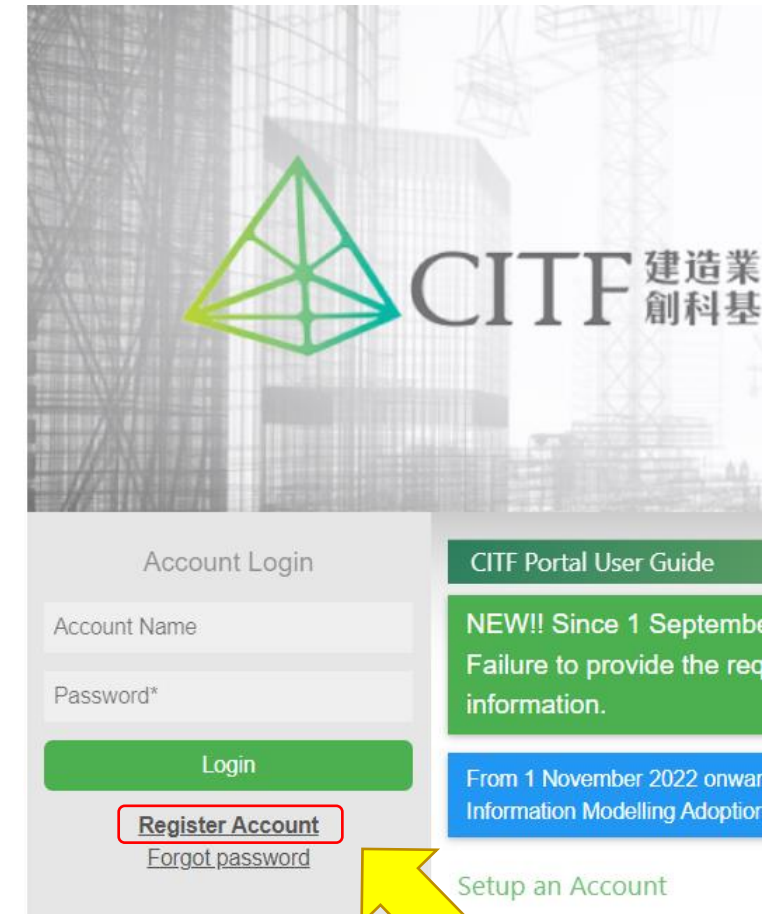 CITF 建造業
創科基
Account Login
Account Name
Password*
Login
Register Account
Forgot password
CITF Portal User Guide
NEW!! Since 1 Septembe
Failure to provide the req
information.
From 1 November 2022 onwar
Information Modelling Adoption
Setup an Account